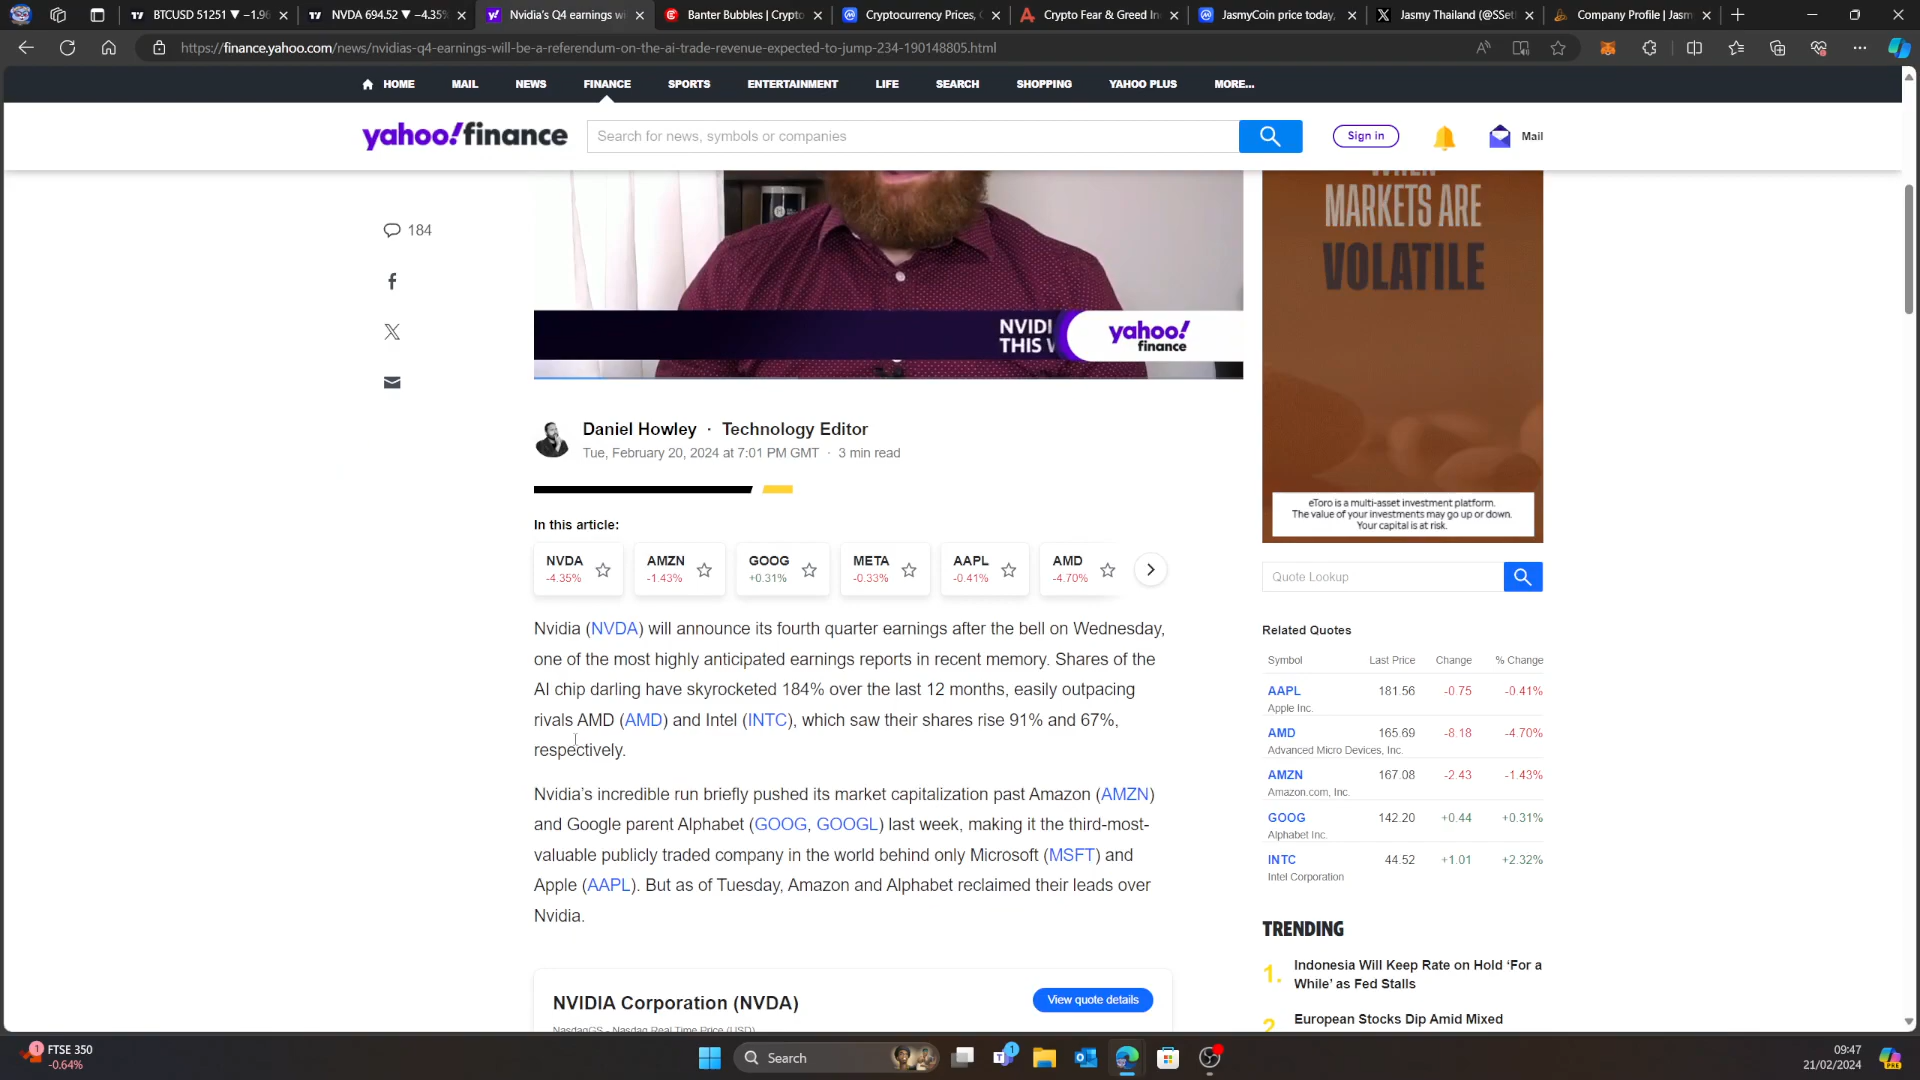 BTCUSD 51251 ▼ −1.96
NVDA 694.52 ▼ −4.35%
Nvidia's Q4 earnings wi
Banter Bubbles | Crypto
Cryptocurrency Prices,
Crypto Fear & Greed In
JasmyCoin price today,
Jasmy Thailand (@SSet
Company Profile | Jasm
https://finance.yahoo.com/news/nvidias-q4-earnings-will-be-a-referendum-on-the-ai-trade-revenue-expected-to-jump-234-190148805.html
HOME MAIL NEWS FINANCE SPORTS ENTERTAINMENT LIFE SEARCH SHOPPING YAHOO PLUS MORE...
yahoo!finance
Search for news, symbols or companies
Sign in
Mail
184
NVIDI
THIS
yahoo!
finance
MARKETS ARE
VOLATILE
eToro is a multi-asset investment platform.
The value of your investments may go up or down.
Your capital is at risk.
Daniel Howley · Technology Editor
Tue, February 20, 2024 at 7:01 PM GMT · 3 min read
In this article:
NVDA
-4.35%
AMZN
-1.43%
GOOG
+0.31%
META
-0.33%
AAPL
-0.41%
AMD
-4.70%
Nvidia (NVDA) will announce its fourth quarter earnings after the bell on Wednesday,
one of the most highly anticipated earnings reports in recent memory. Shares of the
AI chip darling have skyrocketed 184% over the last 12 months, easily outpacing
rivals AMD (AMD) and Intel (INTC), which saw their shares rise 91% and 67%,
respectively.
Nvidia's incredible run briefly pushed its market capitalization past Amazon (AMZN)
and Google parent Alphabet (GOOG, GOOGL) last week, making it the third-most-
valuable publicly traded company in the world behind only Microsoft (MSFT) and
Apple (AAPL). But as of Tuesday, Amazon and Alphabet reclaimed their leads over
Nvidia.
NVIDIA Corporation (NVDA)
NasdaqGS - Nasdaq Real Time Price (USD)
View quote details
Quote Lookup
Related Quotes
Symbol Last Price Change % Change
AAPL 181.56 -0.75 -0.41%
Apple Inc.
AMD 165.69 -8.18 -4.70%
Advanced Micro Devices, Inc.
AMZN 167.08 -2.43 -1.43%
Amazon.com, Inc.
GOOG 142.20 +0.44 +0.31%
Alphabet Inc.
INTC 44.52 +1.01 +2.32%
Intel Corporation
TRENDING
1. Indonesia Will Keep Rate on Hold 'For a
While' as Fed Stalls
2. European Stocks Dip Amid Mixed
1
FTSE 350
-0.64%
Search
1
09:47
21/02/2024